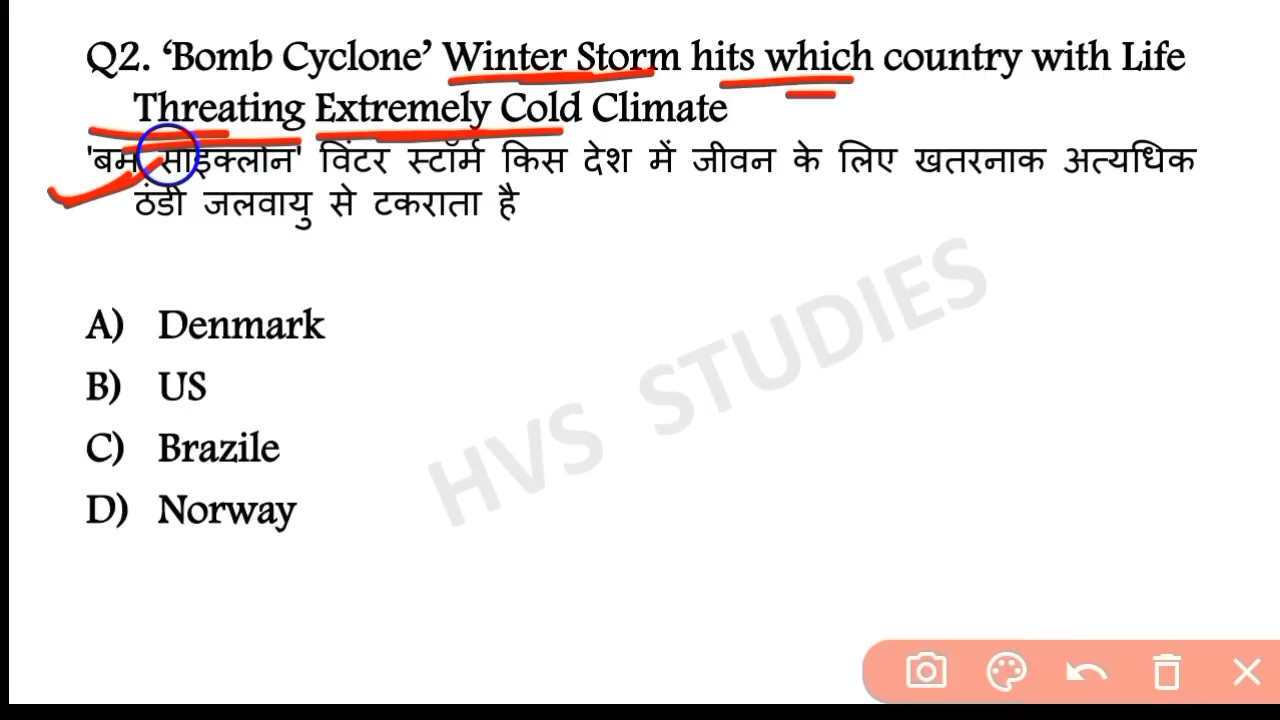 Q2. ‘Bomb Cyclone’ Winter Storm hits which country with Life
Threating Extremely Cold Climate
'बम साइक्लोन' विंटर स्टॉर्म किस देश में जीवन के लिए खतरनाक अत्यधिक
ठंडी जलवायु से टकराता है
A) Denmark
B) US
C) Brazile
D) Norway
HVS STUDIES